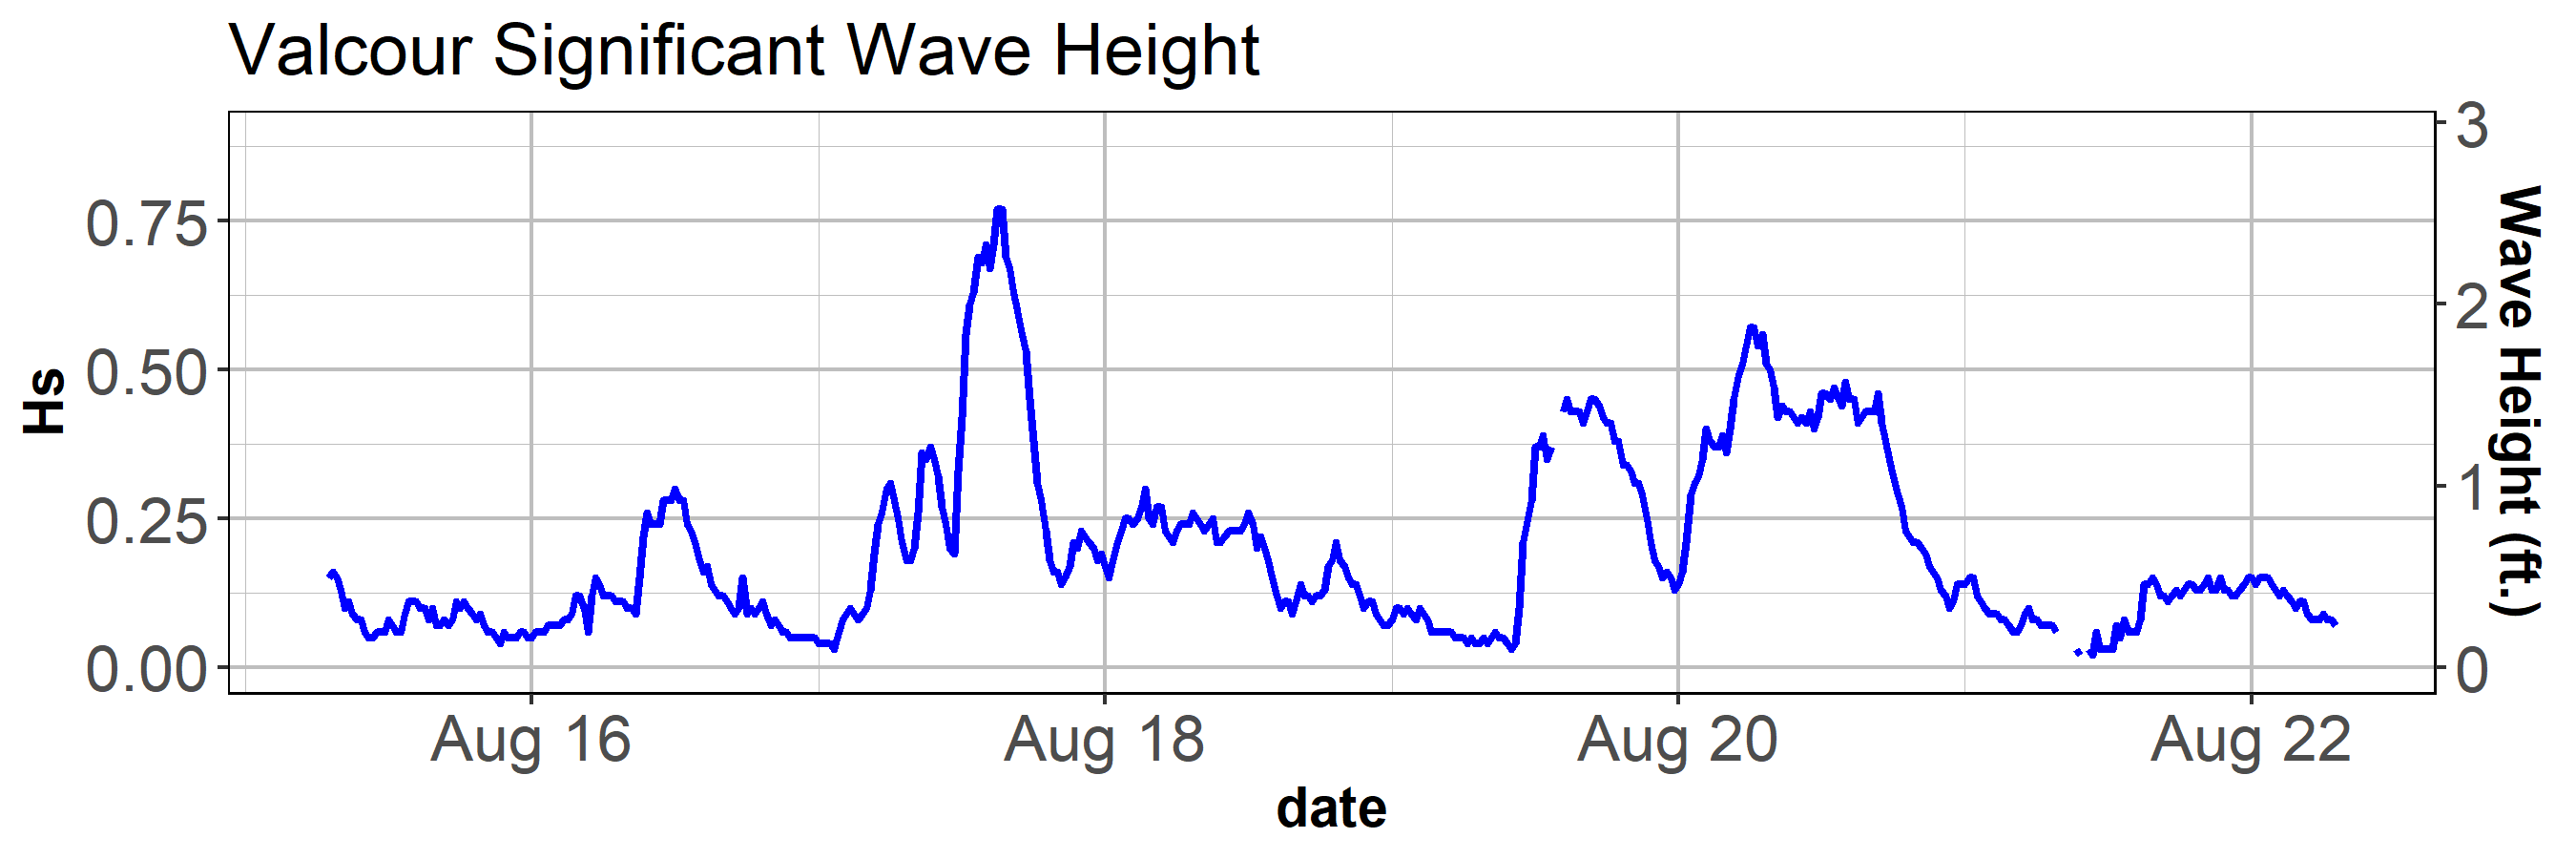 Valcour Significant Wave Height
Hs
0.75
0.50
0.25
0.00
3
2
1
0
Wave Height (ft.)
Aug 16
Aug 18
Aug 20
Aug 22
date